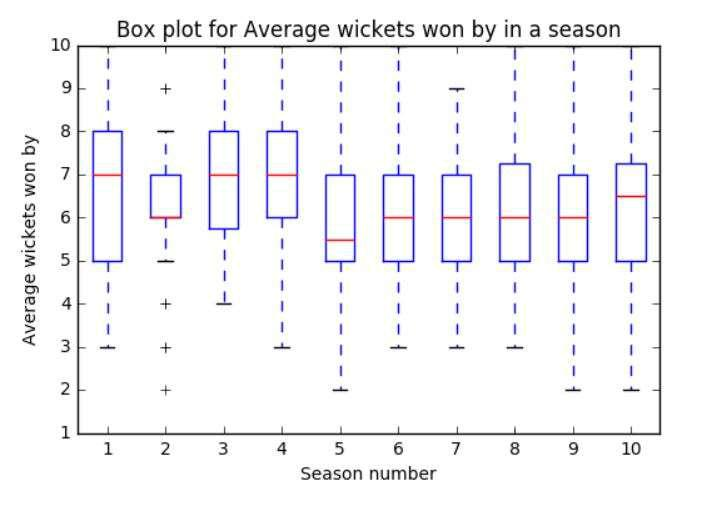 Box plot for Average wickets won by in a season
10
9
8
7
6
5
4
3
2
1
Average wickets won by
1 2 3 4 5 6 7 8 9 10
Season number